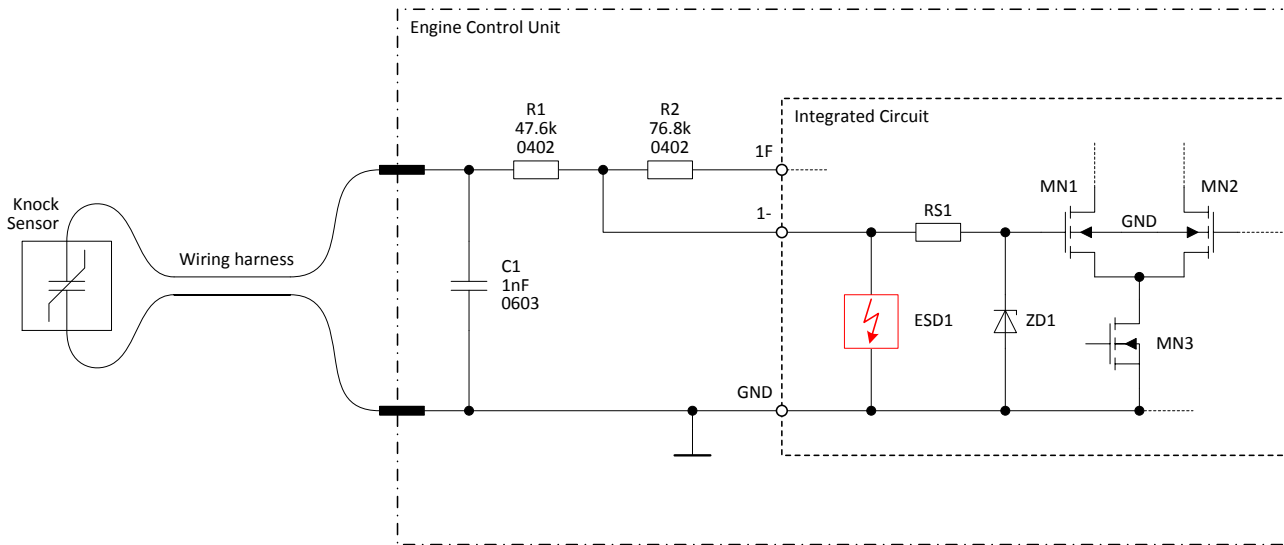 Engine Control Unit
R1
47.6k
0402
R2
76.8k
0402
Integrated Circuit
1F
MN1
MN2
Knock
Sensor
1-
RS1
GND
Wiring harness
C1
1nF
0603
ESD1
ZD1
MN3
GND